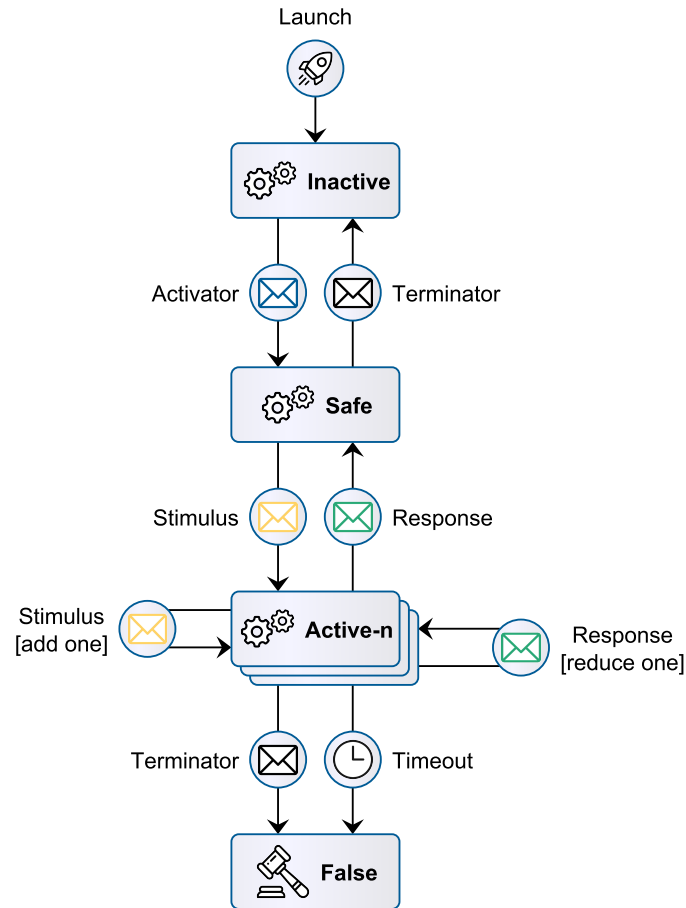 Launch
Inactive
Activator
Terminator
Safe
Stimulus
Response
Stimulus
[add one]
Active-n
Response
[reduce one]
Terminator
Timeout
False